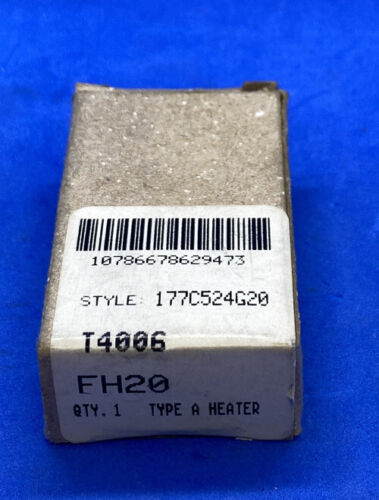 10786678629473
STYLE: 177C524G20
T4006
FH20
QTY. 1 TYPE A HEATER